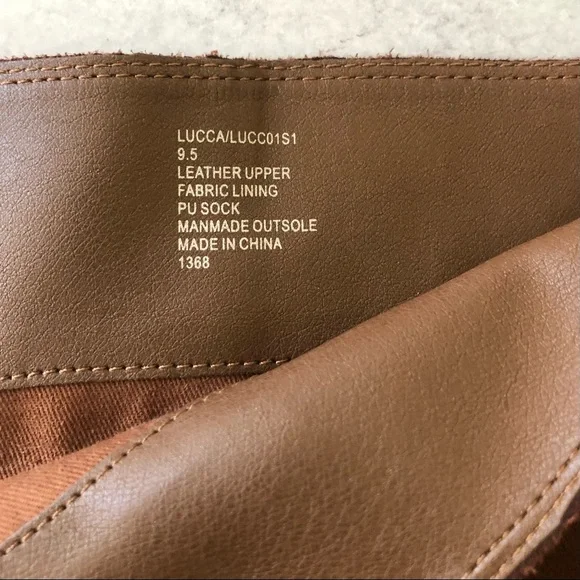 LUCCA/LUCC01S1
9.5
LEATHER UPPER
FABRIC LINING
PU SOCK
MANMADE OUTSOLE
MADE IN CHINA
1368